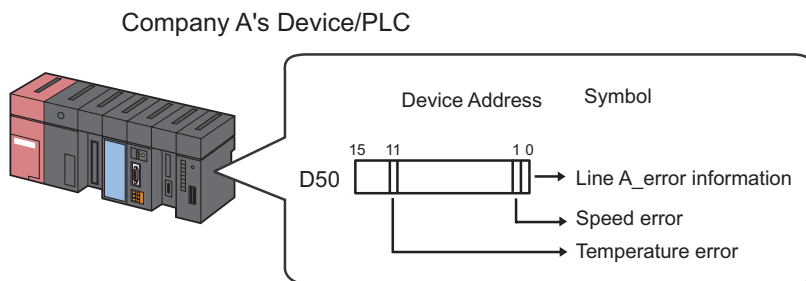 Company A's Device/PLC
Device Address Symbol
15 11 1 0
D50 Line A_error information
Speed error
Temperature error